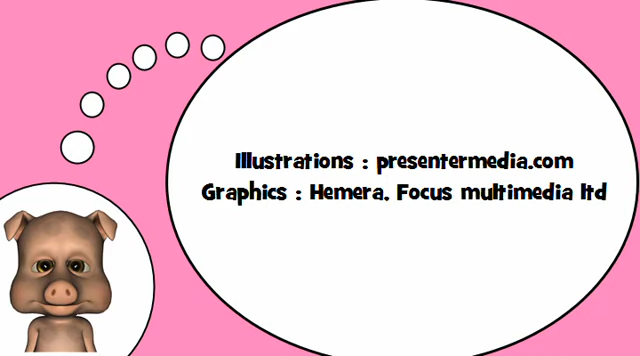 Illustrations : presentermedia.com
Graphics : Hemera. Focus multimedia ltd